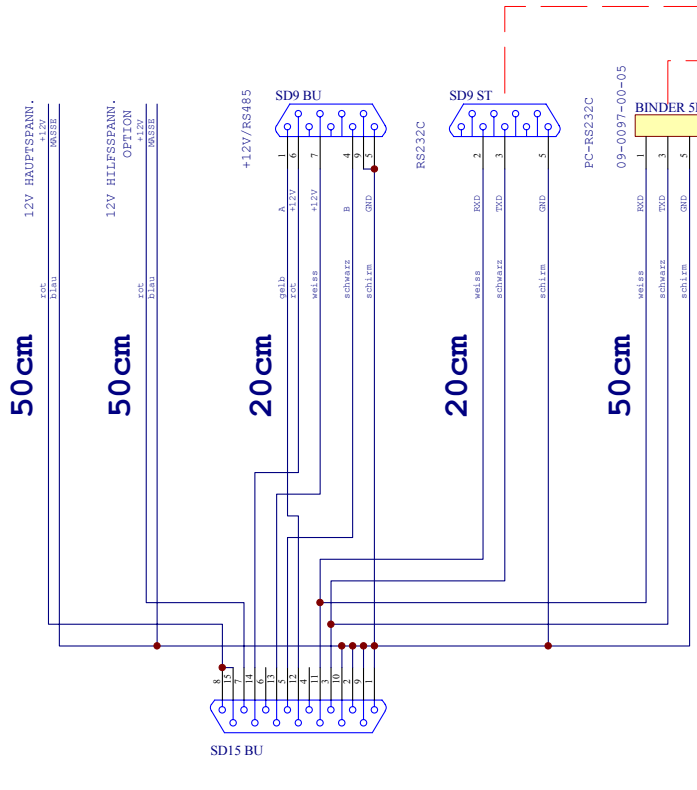 12V HAUPTSPANN.
+12V
MASSE
rot
blau
50cm
12V HILFSSPANN.
OPTION
+12V
MASSE
rot
blau
50cm
+12V/RS485
SD9 BU
1
6
7
4
9
5
A
+12V
+12V
B
GND
gelb
rot
weiss
schwarz
schirm
20cm
RS232C
SD9 ST
2
3
5
RXD
TXD
GND
weiss
schwarz
schirm
20cm
PC-RS232C
09-0097-00-05
BINDER 5
1
3
5
RXD
TXD
GND
weiss
schwarz
schirm
50cm
8
15
7
14
6
13
5
12
4
11
3
10
2
9
1
SD15 BU